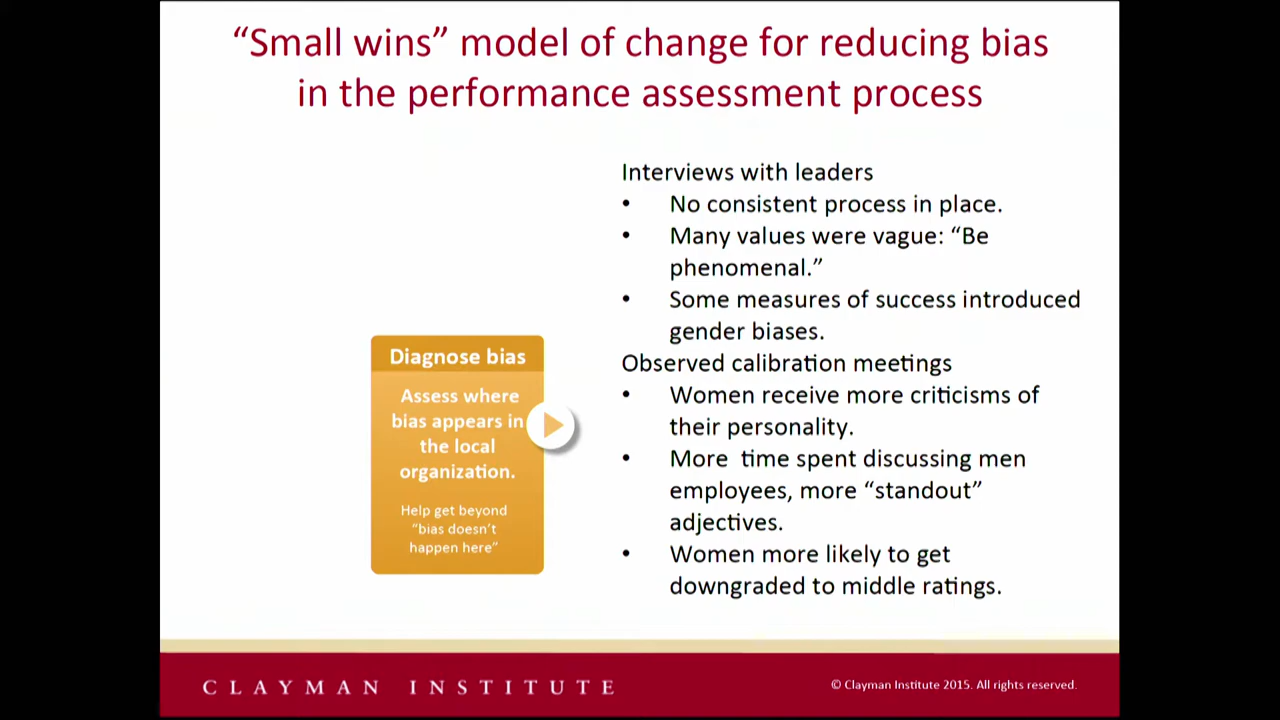 “Small wins” model of change for reducing bias
in the performance assessment process
Interviews with leaders
• No consistent process in place.
• Many values were vague: “Be
phenomenal.”
• Some measures of success introduced
gender biases.
Observed calibration meetings
• Women receive more criticisms of
their personality.
• More time spent discussing men
employees, more “standout”
adjectives.
• Women more likely to get
downgraded to middle ratings.
Diagnose bias
Assess where
bias appears in
the local
organization.
Help get beyond
“bias doesn’t
happen here”
CLAYMAN INSTITUTE
© Clayman Institute 2015. All rights reserved.